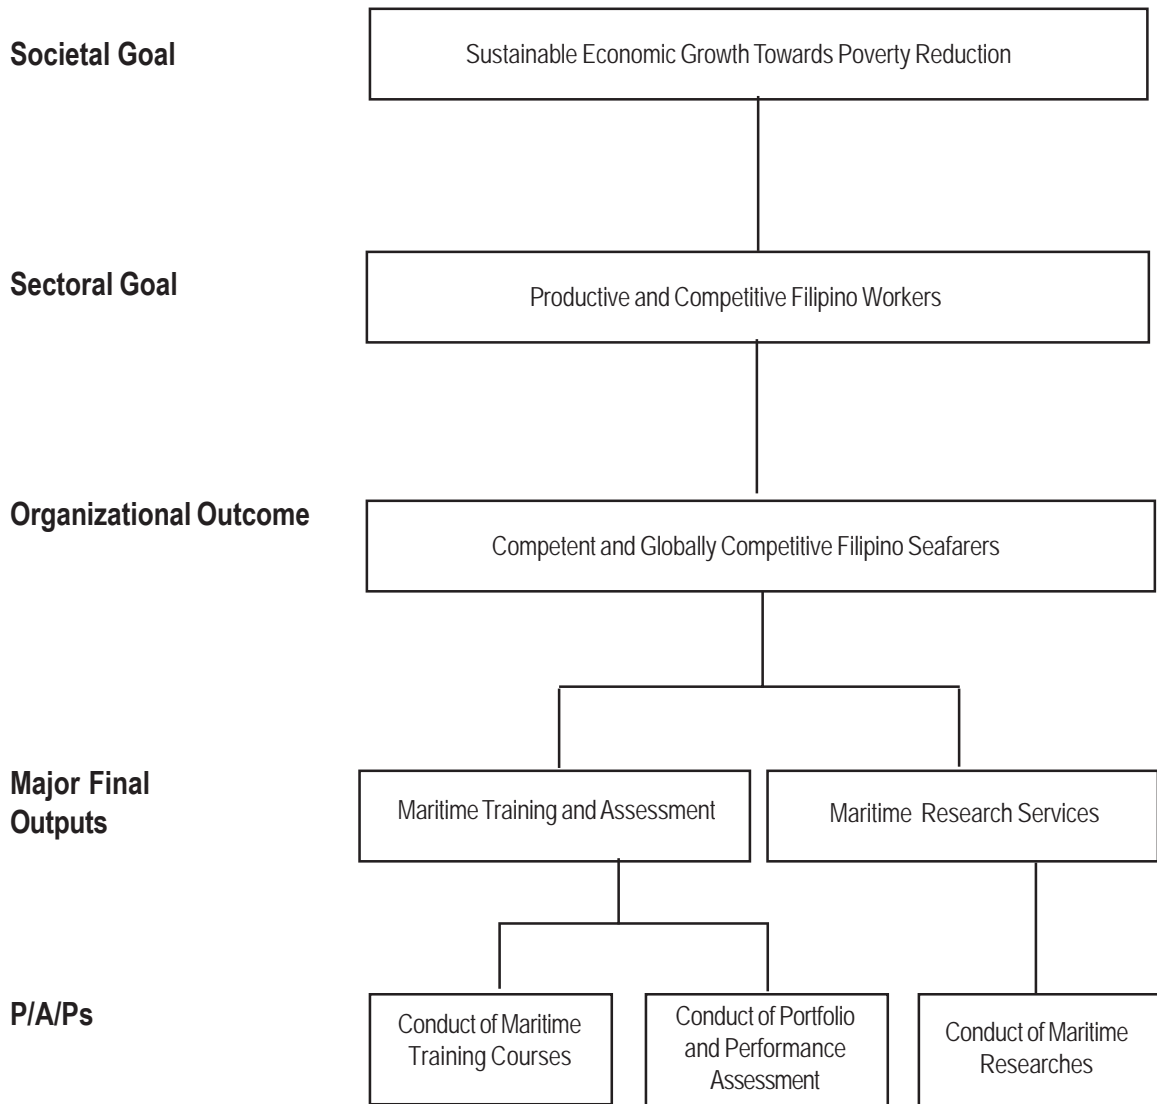 Societal Goal
Sustainable Economic Growth Towards Poverty Reduction
Sectoral Goal
Productive and Competitive Filipino Workers
Organizational Outcome
Competent and Globally Competitive Filipino Seafarers
Major Final
Outputs
Maritime Training and Assessment
Maritime Research Services
P/A/Ps
Conduct of Maritime
Training Courses
Conduct of Portfolio
and Performance
Assessment
Conduct of Maritime
Researches